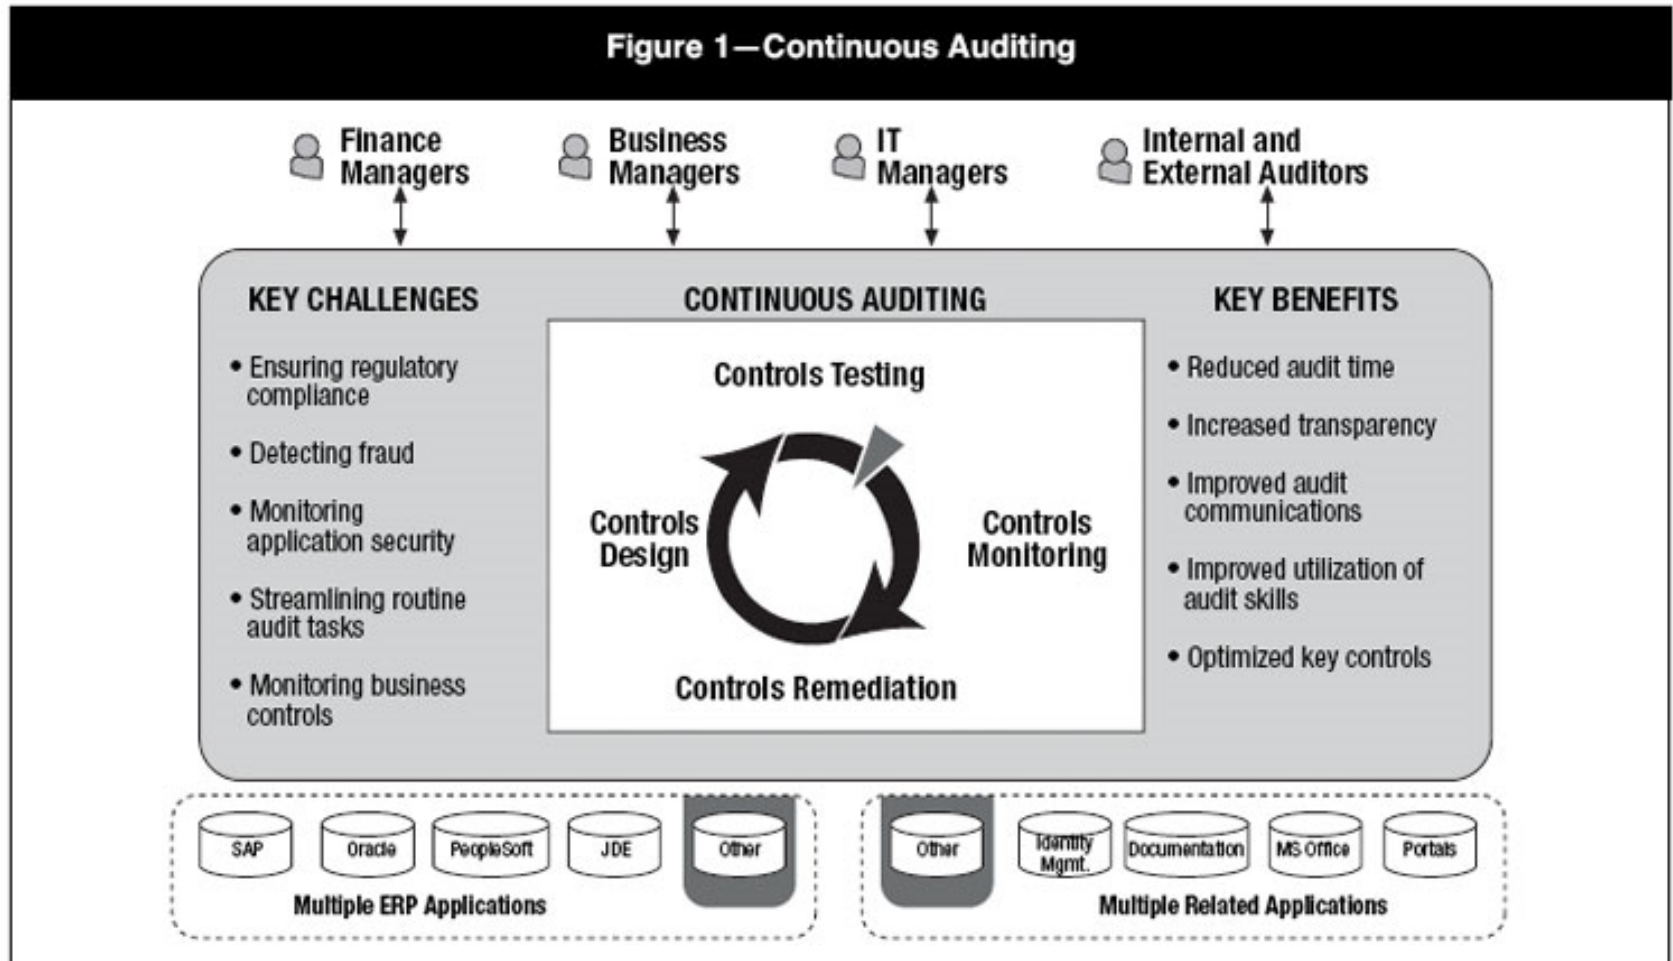 Figure 1—Continuous Auditing
Finance
Managers
Business
Managers
IT
Managers
Internal and
External Auditors
KEY CHALLENGES
• Ensuring regulatory
compliance
• Detecting fraud
• Monitoring
application security
• Streamlining routine
audit tasks
• Monitoring business
controls
CONTINUOUS AUDITING
Controls Testing
Controls
Design
Controls
Monitoring
Controls Remediation
KEY BENEFITS
• Reduced audit time
• Increased transparency
• Improved audit
communications
• Improved utilization of
audit skills
• Optimized key controls
SAP
Oracle
PeopleSoft
JDE
Other
Multiple ERP Applications
Other
Identity
Mgmt.
Documentation
MS Office
Portals
Multiple Related Applications